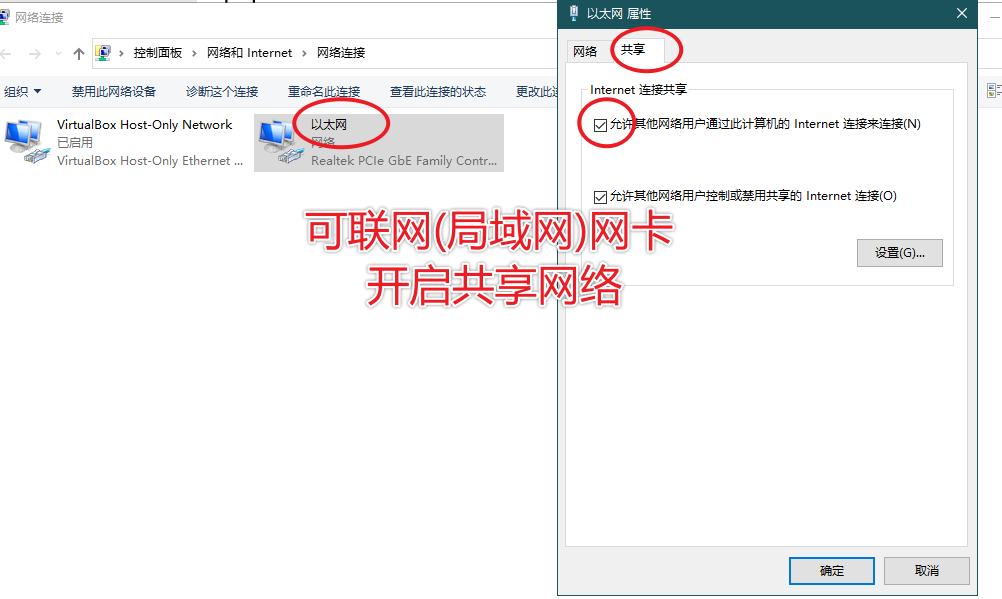 网络连接
控制面板 › 网络和 Internet › 网络连接
组织 禁用此网络设备 诊断这个连接 重命名此连接 查看此连接的状态 更改此
VirtualBox Host-Only Network
已启用
VirtualBox Host-Only Ethernet ...
以太网
网络
Realtek PCIe GbE Family Contr...
可联网(局域网)网卡
开启共享网络
以太网 属性
网络 共享
Internet 连接共享
允许其他网络用户通过此计算机的 Internet 连接来连接(N)
允许其他网络用户控制或禁用共享的 Internet 连接(O)
设置(G)...
确定 取消